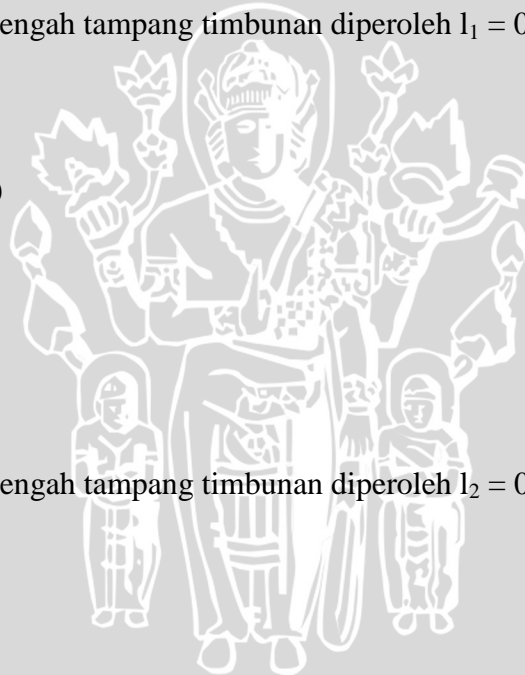 engah tampang timbunan diperoleh l₁ = 0
)
engah tampang timbunan diperoleh l₂ = 0